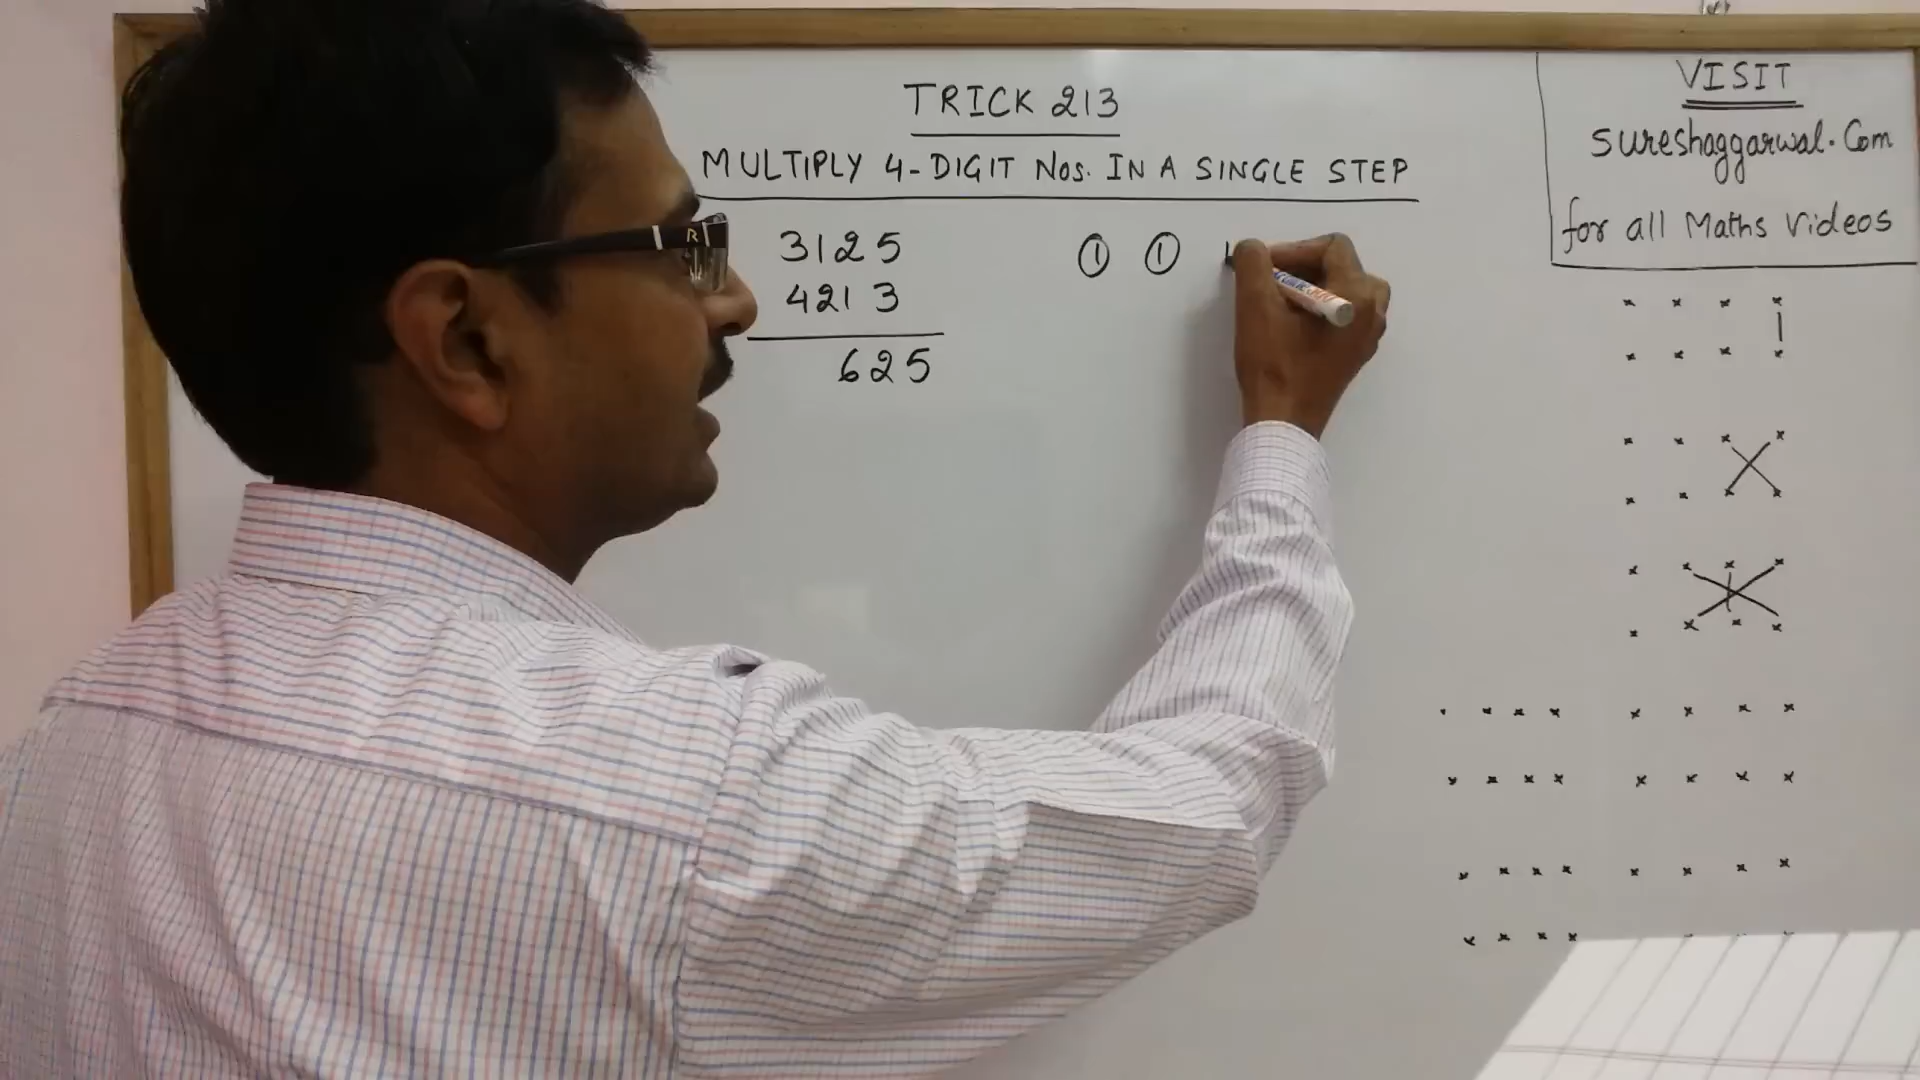 TRICK 213
MULTIPLY 4-DIGIT Nos. IN A SINGLE STEP
3125
4213
625
① ① 1
VISIT
sureshaggarwal.Com
for all Maths Videos
R